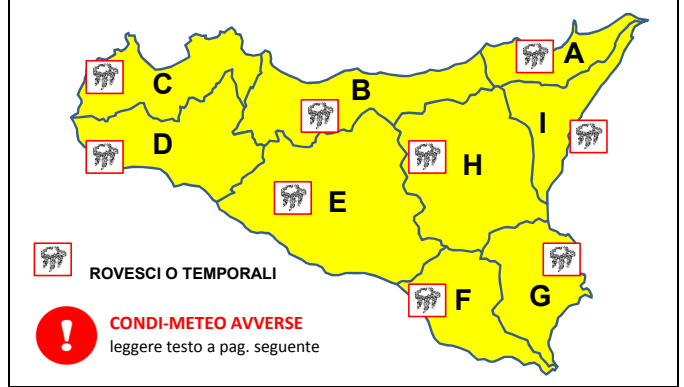 A
C
B
I
D
H
E
F
G
ROVESCI O TEMPORALI
!
CONDI-METEO AVVERSE
leggere testo a pag. seguente